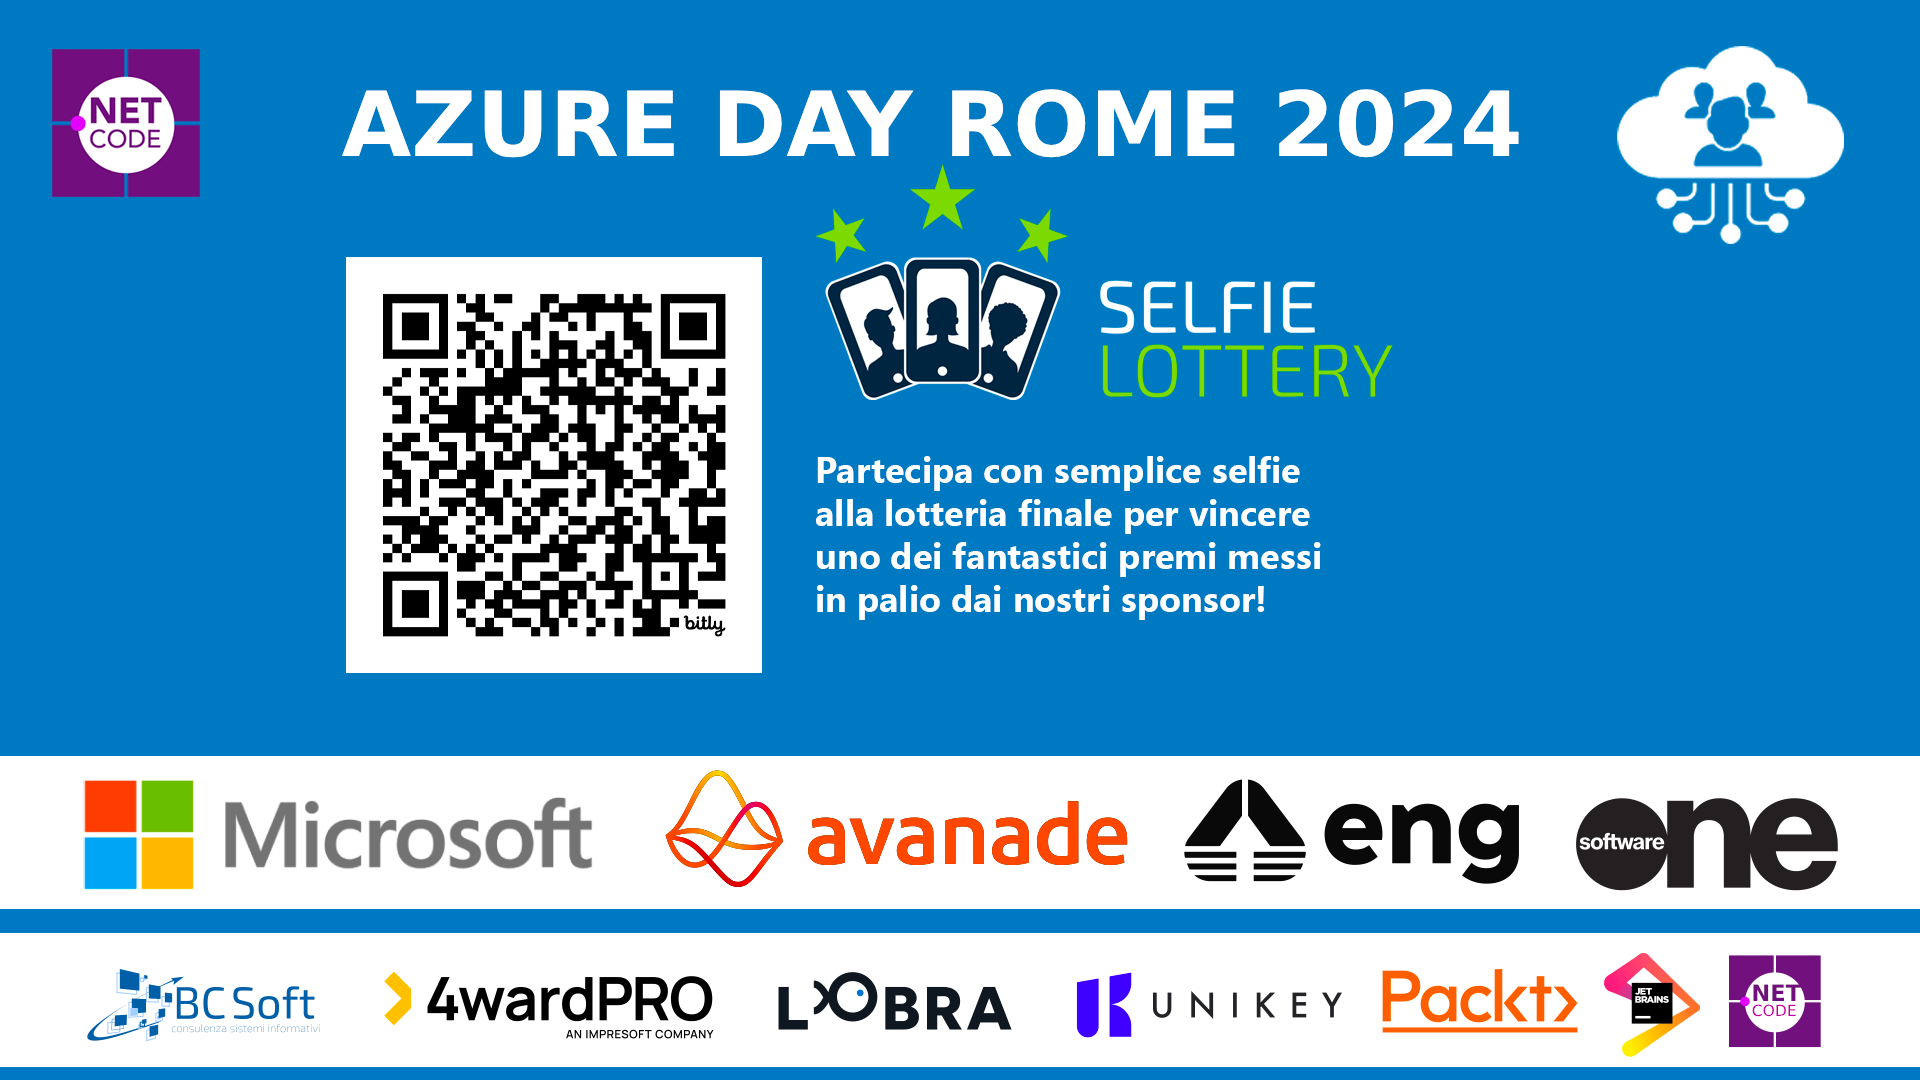 NET
CODE
AZURE DAY ROME 2024
SELFIE
LOTTERY
Partecipa con semplice selfie
alla lotteria finale per vincere
uno dei fantastici premi messi
in palio dai nostri sponsor!
bitly
Microsoft
avanade
eng
software
one
BC Soft
consulenza sistemi informativi
4wardPRO
AN IMPRESOFT COMPANY
LOBRA
UNIKEY
Packt
JET
BRAINS
NET
CODE